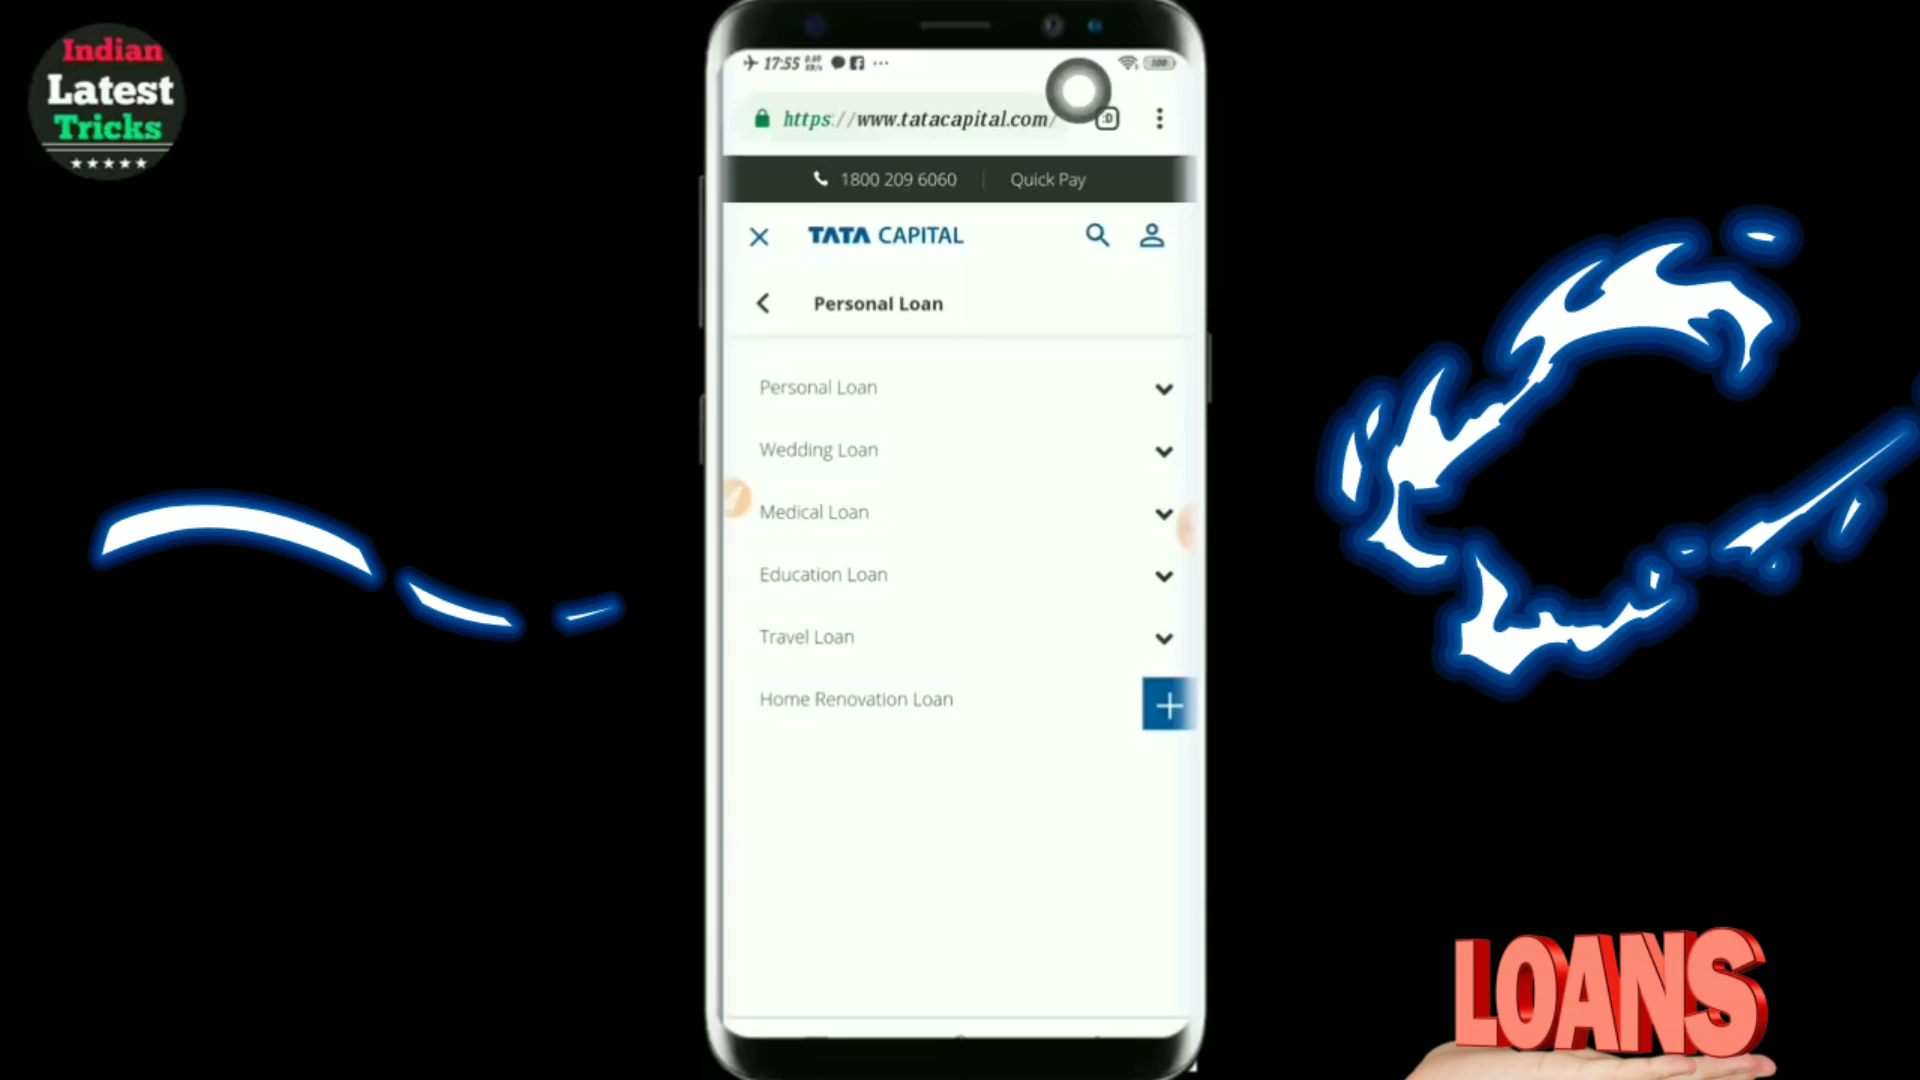 Indian
Latest
Tricks
17:55
100
https://www.tatacapital.com/
:D
1800 209 6060
Quick Pay
TATA CAPITAL
Personal Loan
Personal Loan
Wedding Loan
Medical Loan
Education Loan
Travel Loan
Home Renovation Loan
LOANS